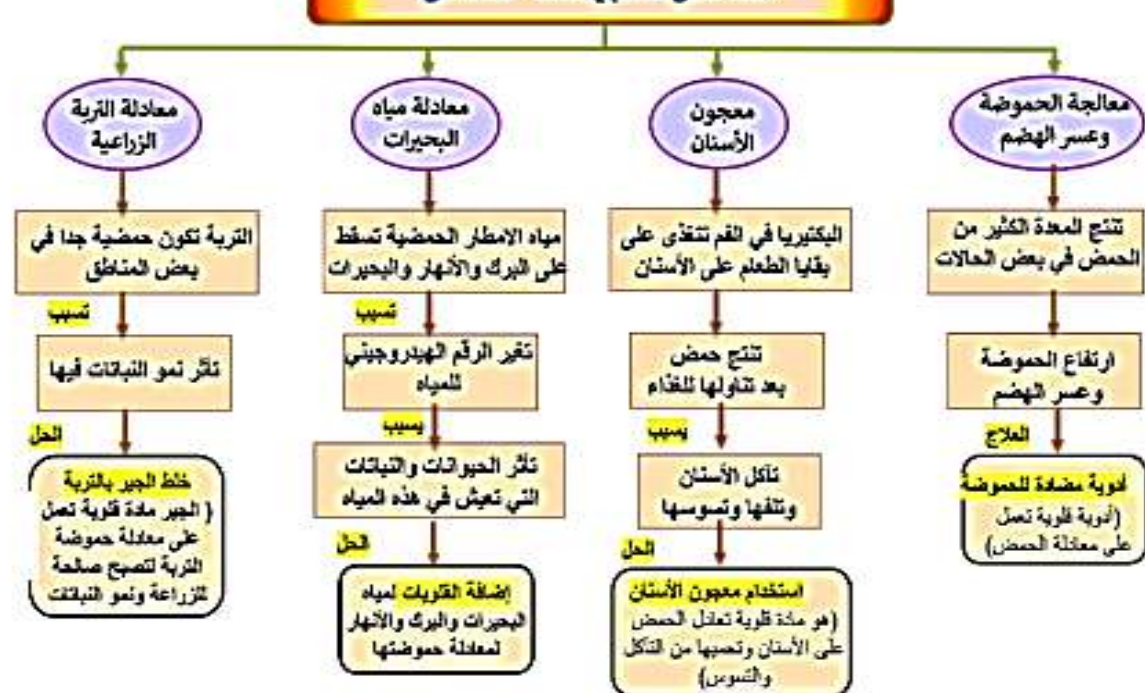 معالجة الحموضة
وعسر الهضم
تنتج المعدة الكثير من
الحمض في بعض الحالات
ارتفاع الحموضة
وعسر الهضم
العلاج
أدوية مضادة للحموضة
(أدوية قلوية تعمل
على معادلة الحمض)
معجون
الأسنان
البكتيريا في الفم تتغذى على
بقايا الطعام على الأسنان
تنتج حمض
بعد تناولها للغذاء
يسبب
تآكل الأسنان
وتلفها وتسوسها
الحل
استخدام معجون الأسنان
(هو مادة قلوية تعادل الحمض
على الأسنان وتحميها من التآكل
والتسوس)
معادلة مياه
البحيرات
مياه الامطار الحمضية تسقط
على البرك والأنهار والبحيرات
تسبب
تغير الرقم الهيدروجيني
للمياه
يسبب
تأثر الحيوانات والنباتات
التي تعيش في هذه المياه
الحل
إضافة القلويات لمياه
البحيرات والبرك والأنهار
لمعادلة حموضتها
معادلة التربة
الزراعية
التربة تكون حمضية جدا في
بعض المناطق
تسبب
تأثر نمو النباتات فيها
الحل
خلط الجير بالتربة
( الجير مادة قلوية تعمل
على معادلة حموضة
التربة لتصبح صالحة
للزراعة ونمو النباتات